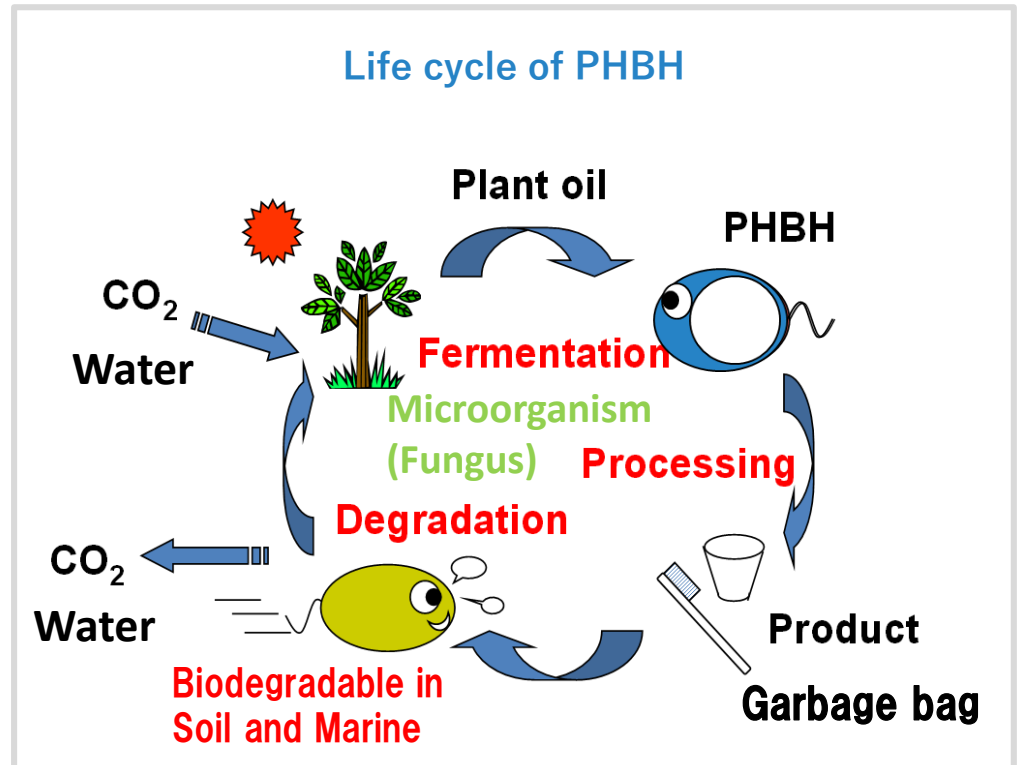 Life cycle of PHBH
Plant oil
PHBH
CO₂
Water
Fermentation
Microorganism
(Fungus)
Processing
Degradation
CO₂
Water
Product
Garbage bag
Biodegradable in
Soil and Marine